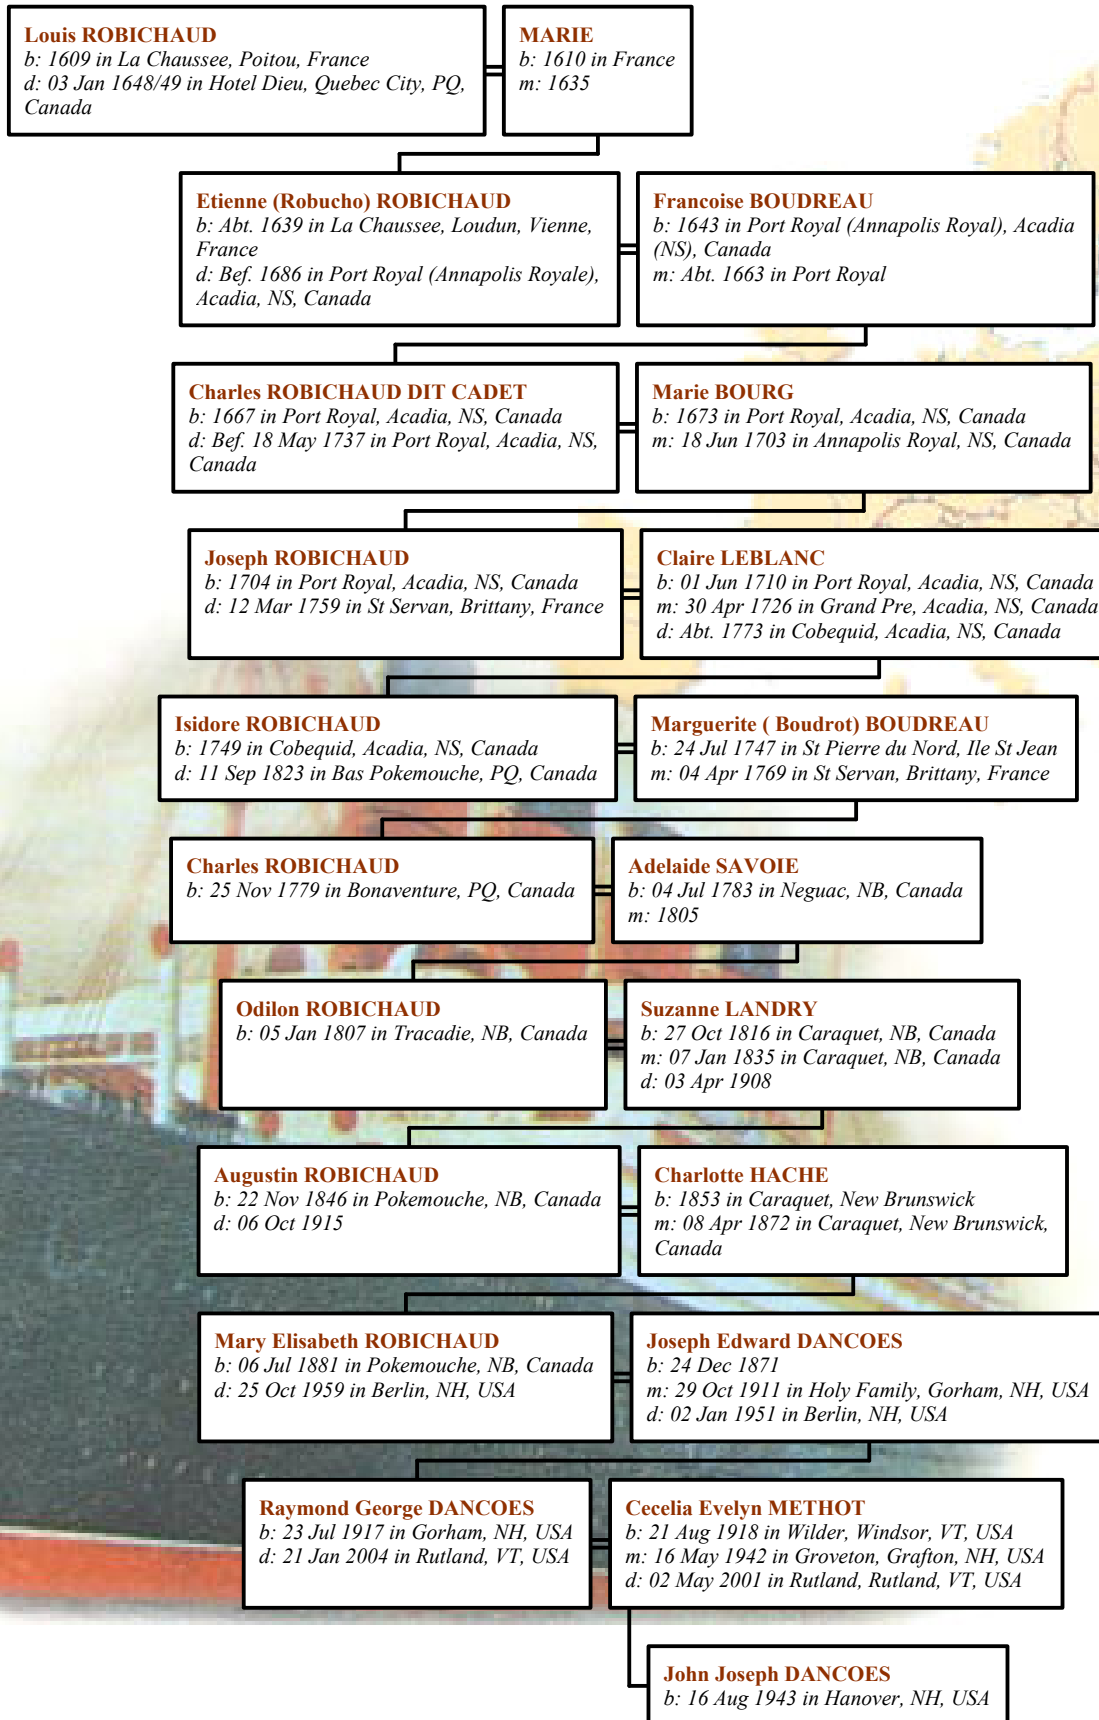 Louis ROBICHAUD
b: 1609 in La Chaussee, Poitou, France
d: 03 Jan 1648/49 in Hotel Dieu, Quebec City, PQ,
Canada
MARIE
b: 1610 in France
m: 1635
Etienne (Robucho) ROBICHAUD
b: Abt. 1639 in La Chaussee, Loudun, Vienne,
France
d: Bef. 1686 in Port Royal (Annapolis Royale),
Acadia, NS, Canada
Francoise BOUDREAU
b: 1643 in Port Royal (Annapolis Royal), Acadia
(NS), Canada
m: Abt. 1663 in Port Royal
Charles ROBICHAUD DIT CADET
b: 1667 in Port Royal, Acadia, NS, Canada
d: Bef. 18 May 1737 in Port Royal, Acadia, NS,
Canada
Marie BOURG
b: 1673 in Port Royal, Acadia, NS, Canada
m: 18 Jun 1703 in Annapolis Royal, NS, Canada
Joseph ROBICHAUD
b: 1704 in Port Royal, Acadia, NS, Canada
d: 12 Mar 1759 in St Servan, Brittany, France
Claire LEBLANC
b: 01 Jun 1710 in Port Royal, Acadia, NS, Canada
m: 30 Apr 1726 in Grand Pre, Acadia, NS, Canada
d: Abt. 1773 in Cobequid, Acadia, NS, Canada
Isidore ROBICHAUD
b: 1749 in Cobequid, Acadia, NS, Canada
d: 11 Sep 1823 in Bas Pokemouche, PQ, Canada
Marguerite ( Boudrot) BOUDREAU
b: 24 Jul 1747 in St Pierre du Nord, Ile St Jean
m: 04 Apr 1769 in St Servan, Brittany, France
Charles ROBICHAUD
b: 25 Nov 1779 in Bonaventure, PQ, Canada
Adelaide SAVOIE
b: 04 Jul 1783 in Neguac, NB, Canada
m: 1805
Odilon ROBICHAUD
b: 05 Jan 1807 in Tracadie, NB, Canada
Suzanne LANDRY
b: 27 Oct 1816 in Caraquet, NB, Canada
m: 07 Jan 1835 in Caraquet, NB, Canada
d: 03 Apr 1908
Augustin ROBICHAUD
b: 22 Nov 1846 in Pokemouche, NB, Canada
d: 06 Oct 1915
Charlotte HACHE
b: 1853 in Caraquet, New Brunswick
m: 08 Apr 1872 in Caraquet, New Brunswick,
Canada
Mary Elisabeth ROBICHAUD
b: 06 Jul 1881 in Pokemouche, NB, Canada
d: 25 Oct 1959 in Berlin, NH, USA
Joseph Edward DANCOES
b: 24 Dec 1871
m: 29 Oct 1911 in Holy Family, Gorham, NH, USA
d: 02 Jan 1951 in Berlin, NH, USA
Raymond George DANCOES
b: 23 Jul 1917 in Gorham, NH, USA
d: 21 Jan 2004 in Rutland, VT, USA
Cecelia Evelyn METHOT
b: 21 Aug 1918 in Wilder, Windsor, VT, USA
m: 16 May 1942 in Groveton, Grafton, NH, USA
d: 02 May 2001 in Rutland, Rutland, VT, USA
John Joseph DANCOES
b: 16 Aug 1943 in Hanover, NH, USA